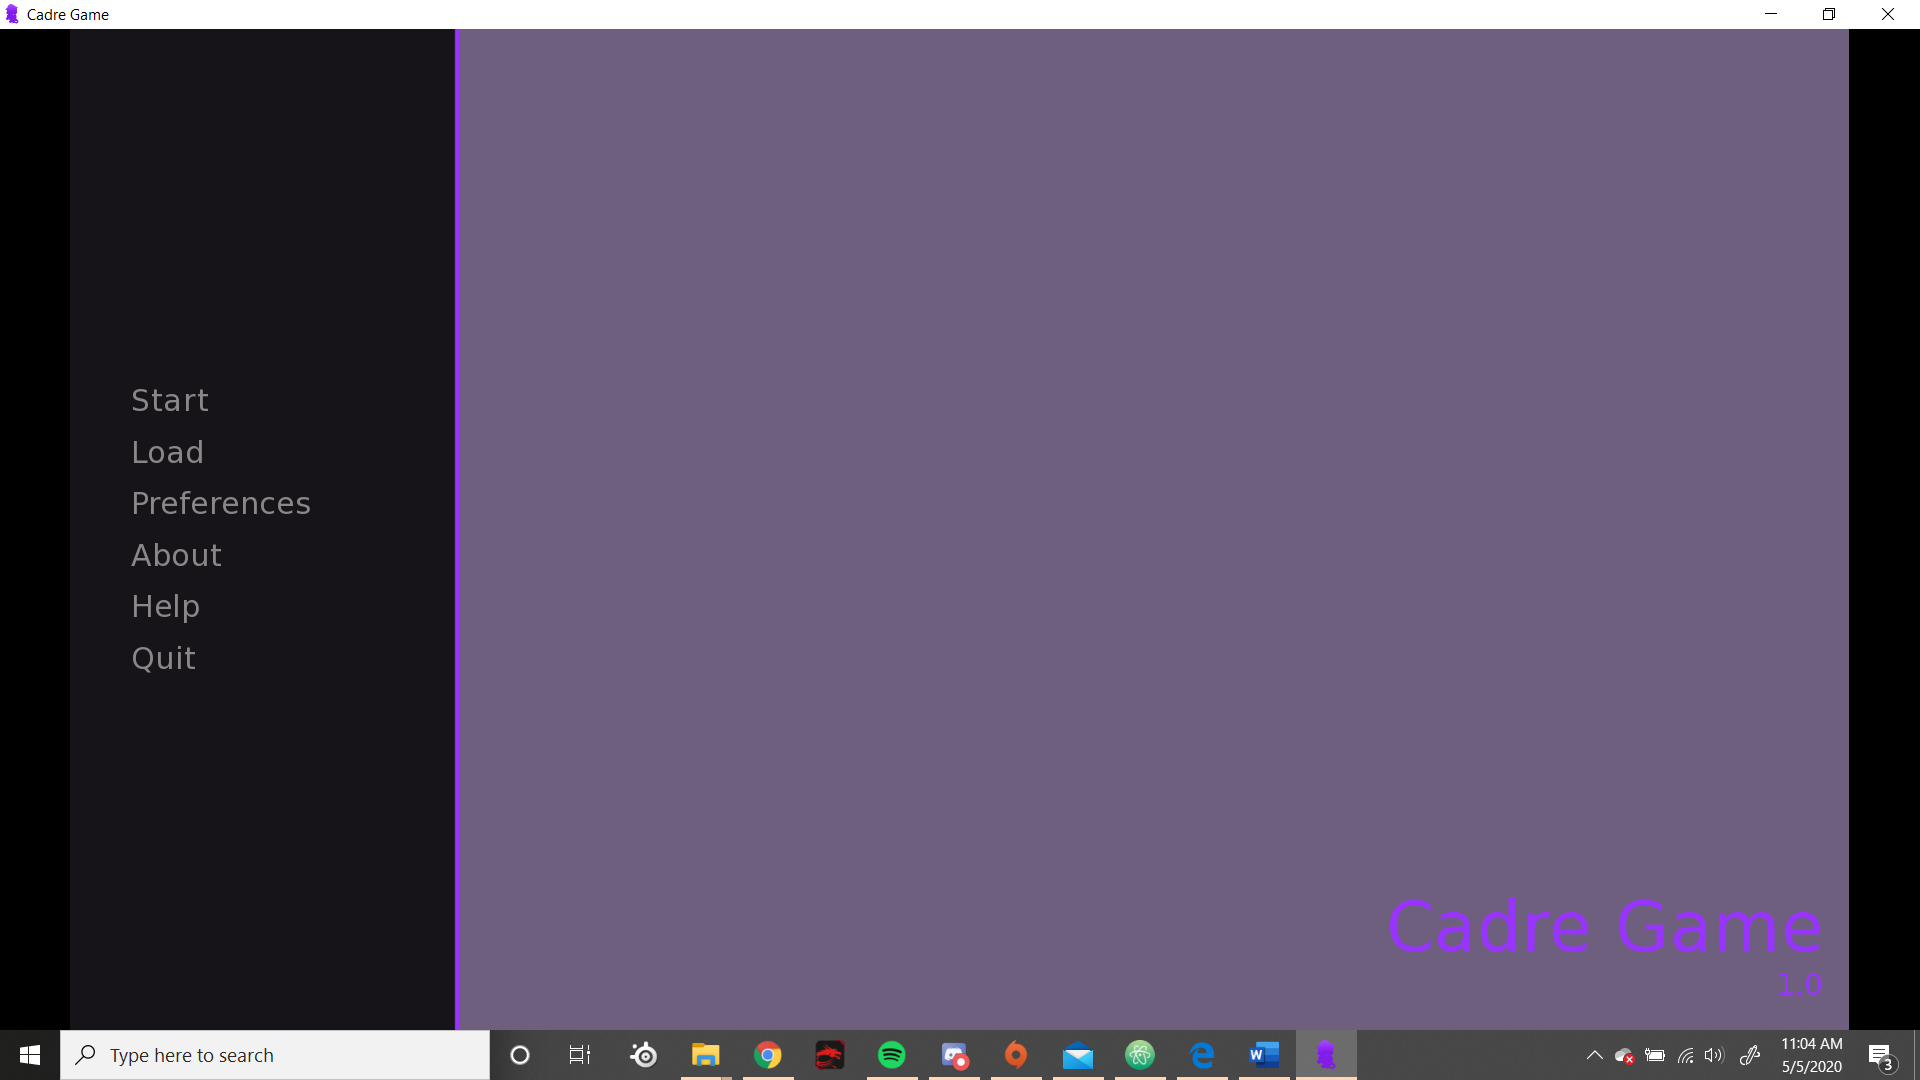 Cadre Game
Start
Load
Preferences
About
Help
Quit
Cadre Game
1.0
Type here to search
W
11:04 AM
5/5/2020
3